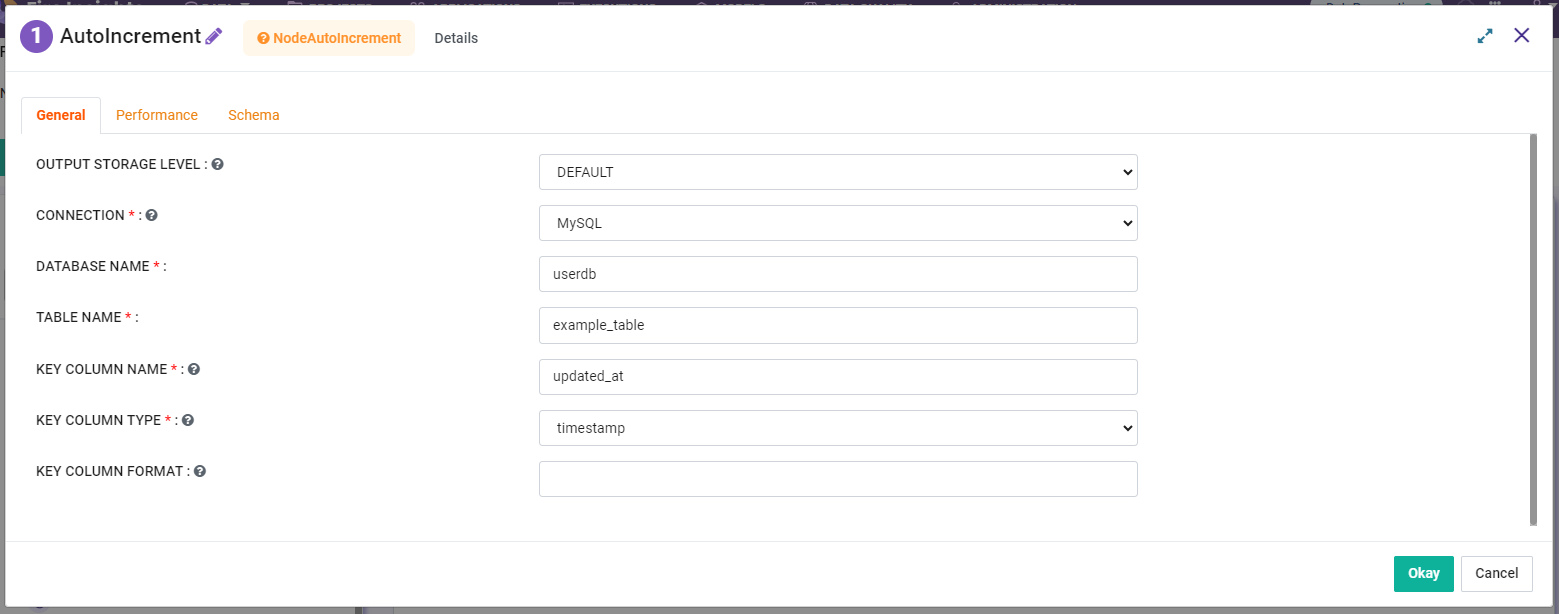 1 AutoIncrement NodeAutoIncrement Details
General Performance Schema
OUTPUT STORAGE LEVEL : DEFAULT
CONNECTION * : MySQL
DATABASE NAME * : userdb
TABLE NAME * : example_table
KEY COLUMN NAME * : updated_at
KEY COLUMN TYPE * : timestamp
KEY COLUMN FORMAT :
Okay Cancel